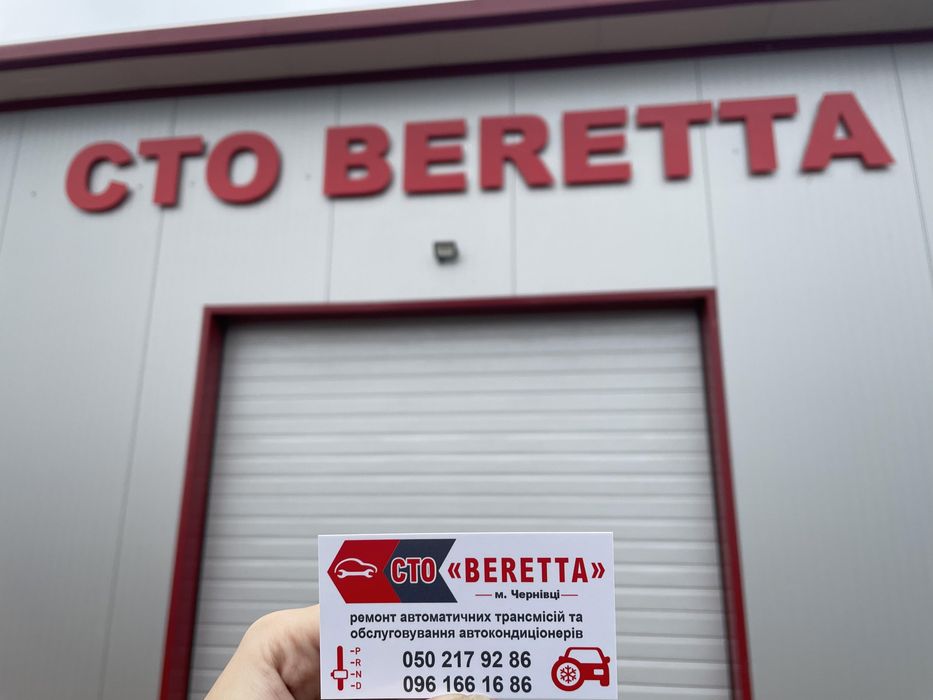 СТО BERETTA
СТО «BERETTA»
м. Чернівці
ремонт автоматичних трансмісій та
обслуговування автокондиціонерів
-P
-R
-N
-D
050 217 92 86
096 166 16 86